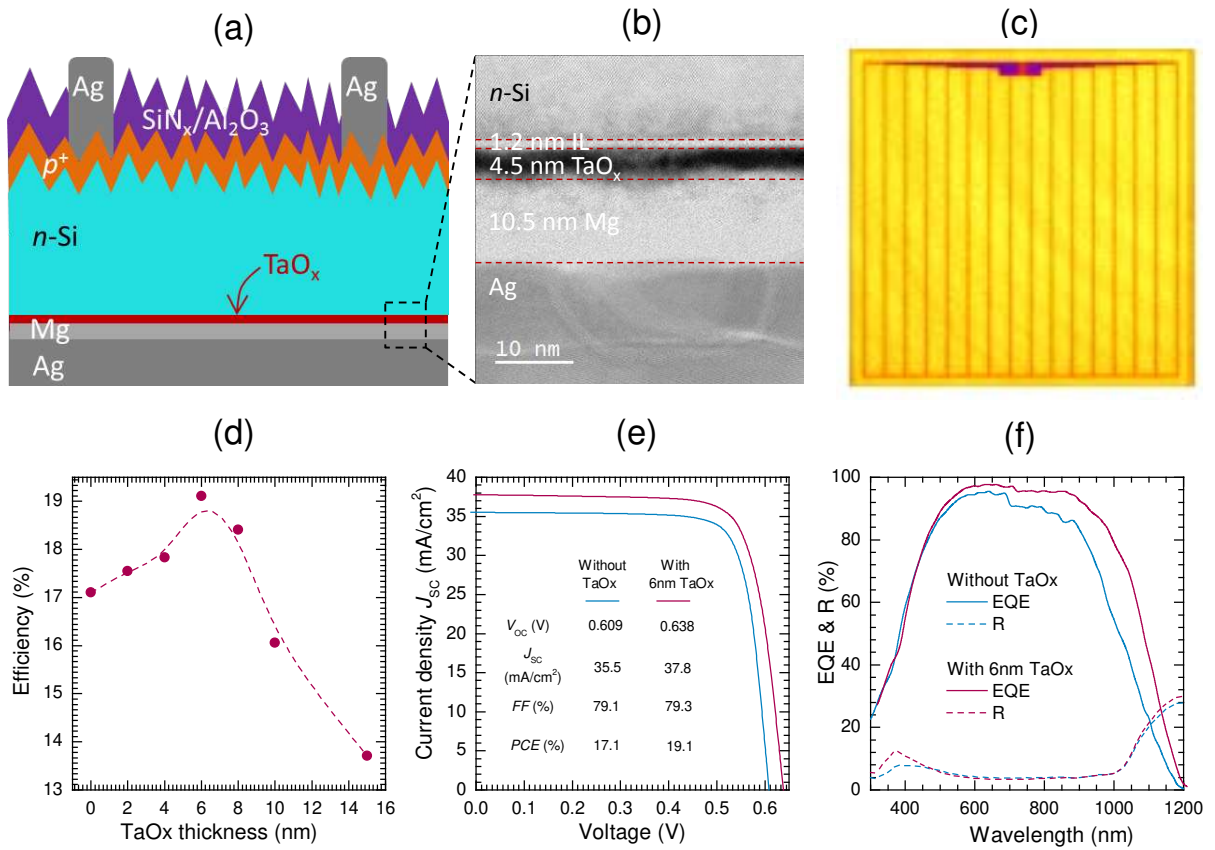 (a)
Ag
Ag
SiNₓ/Al₂O₃
p⁺
n-Si
TaOₓ
Mg
Ag
(b)
n-Si
1.2 nm IL
4.5 nm TaOₓ
10.5 nm Mg
Ag
10 nm
(c)
(d)
Efficiency (%)
19
18
17
16
15
14
13
0 2 4 6 8 10 12 14 16
TaOx thickness (nm)
(e)
Current density J_SC (mA/cm²)
40
35
30
25
20
15
10
5
0
Without TaOx With 6nm TaOx
V_OC (V) 0.609 0.638
J_SC (mA/cm²) 35.5 37.8
FF (%) 79.1 79.3
PCE (%) 17.1 19.1
0.0 0.1 0.2 0.3 0.4 0.5 0.6
Voltage (V)
(f)
EQE & R (%)
100
80
60
40
20
0
Without TaOx
EQE
R
With 6nm TaOx
EQE
R
400 600 800 1000 1200
Wavelength (nm)